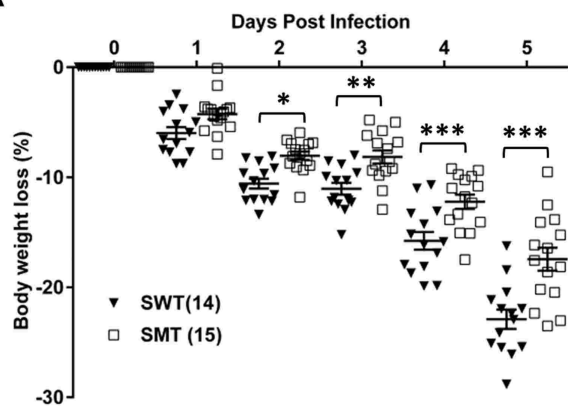 Days Post Infection
0 1 2 3 4 5
0
* ** *** ***
-10
-20
-30
Body weight loss (%)
SWT(14)
SMT (15)